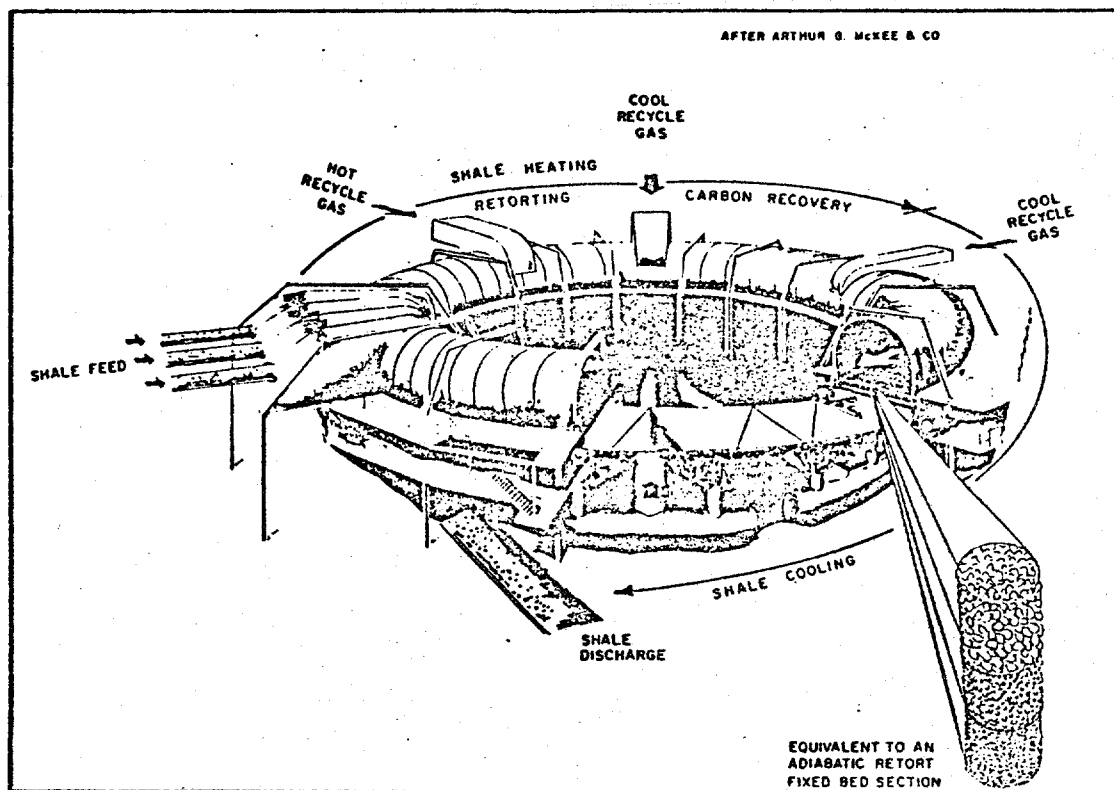 AFTER ARTHUR G. McKEE & CO
COOL
RECYCLE
GAS
HOT
RECYCLE
GAS
SHALE HEATING
RETORTING
CARBON RECOVERY
COOL
RECYCLE
GAS
SHALE FEED
SHALE COOLING
SHALE
DISCHARGE
EQUIVALENT TO AN
ADIABATIC RETORT
FIXED BED SECTION